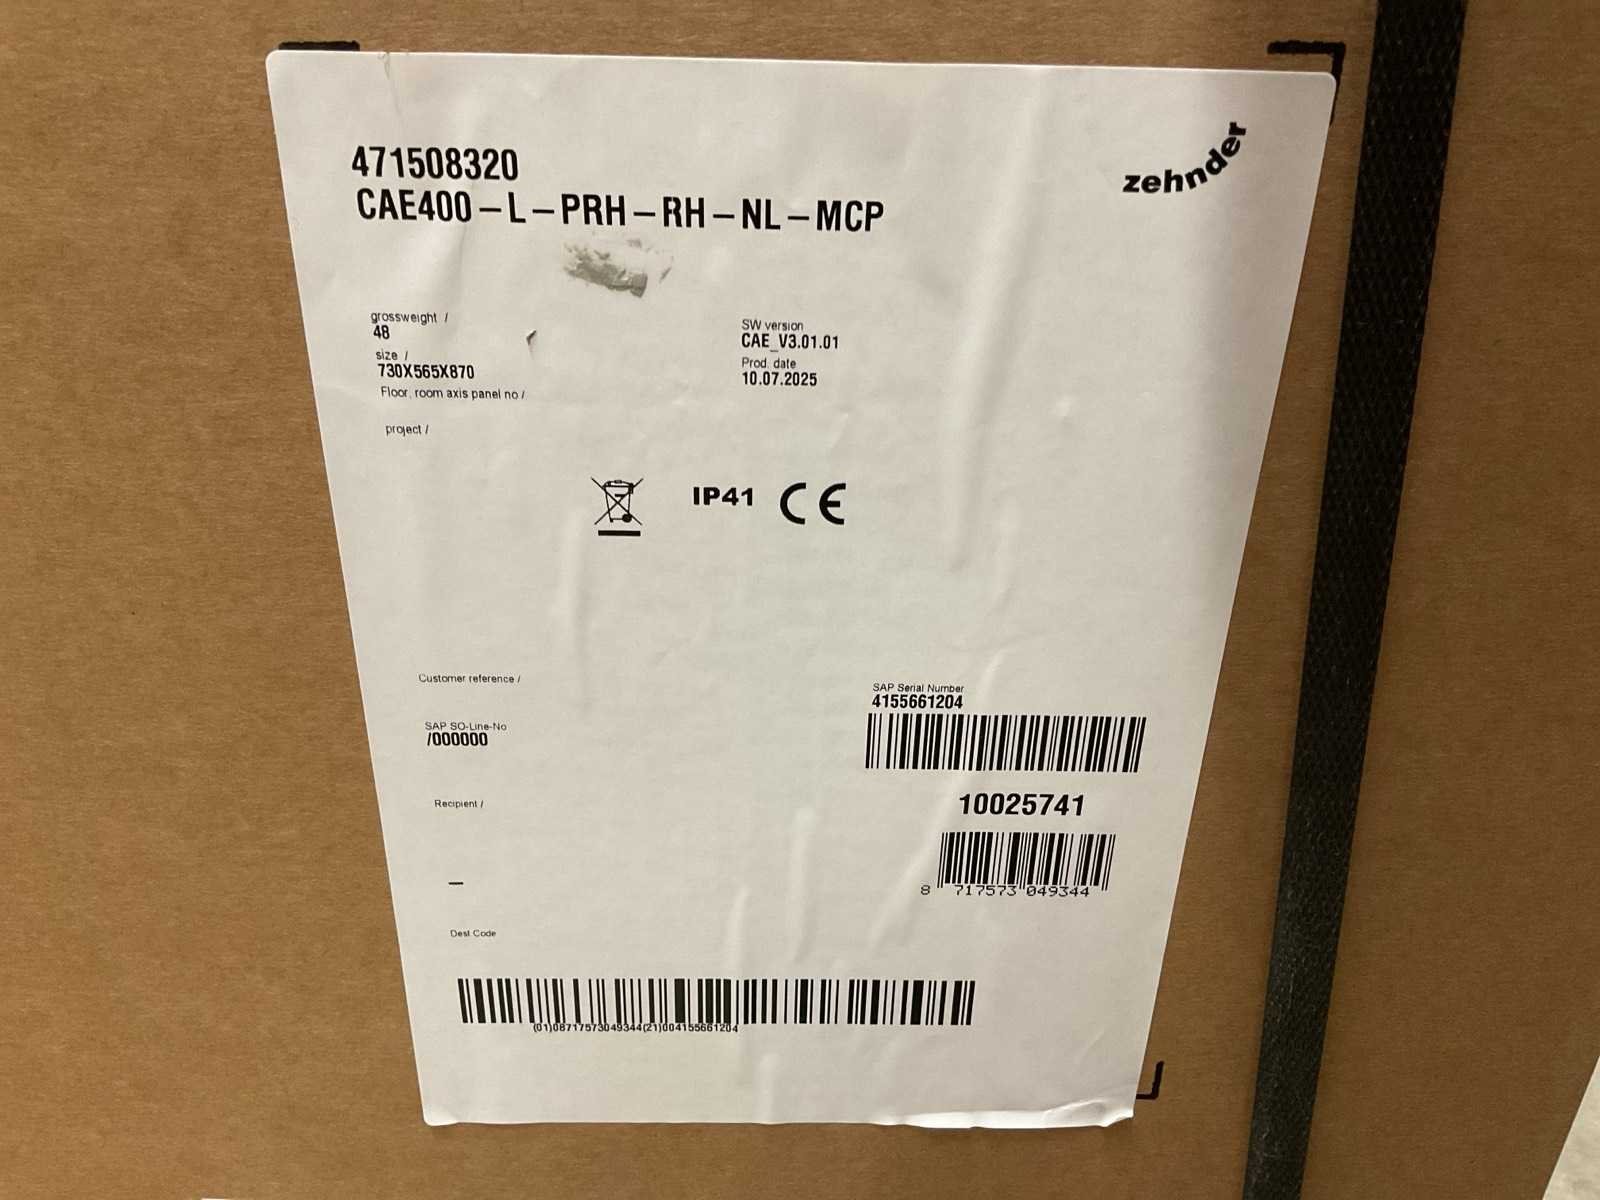 471508320
zehnder
CAE400-L-PRH-RH-NL-MCP
grossweight /
48
size /
730X565X870
Floor, room axis panel no /
project /
SW version
CAE_V3.01.01
Prod. date
10.07.2025
IP41 CE
Customer reference /
SAP SO-Line-No
/000000
Recipient /
–
Dest Code
SAP Serial Number
4155661204
10025741
8 717573 049344
(01)08717573049344(21)004155661204